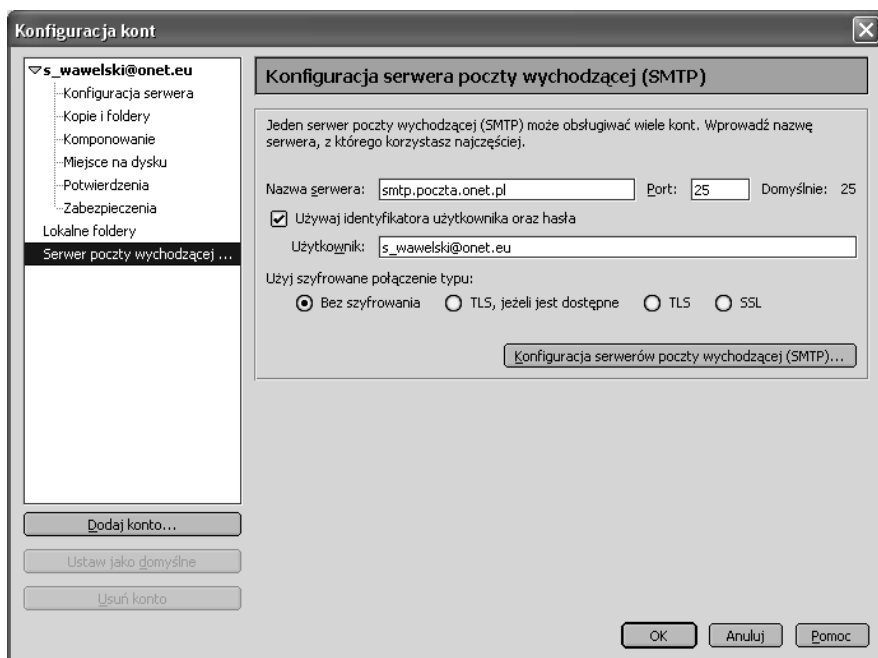 Konfiguracja kont
s_wawelski@onet.eu
Konfiguracja serwera
Kopie i foldery
Komponowanie
Miejsce na dysku
Potwierdzenia
Zabezpieczenia
Lokalne foldery
Serwer poczty wychodzącej ...
Dodaj konto...
Ustaw jako domyślne
Usuń konto
Konfiguracja serwera poczty wychodzącej (SMTP)
Jeden serwer poczty wychodzącej (SMTP) może obsługiwać wiele kont. Wprowadź nazwę
serwera, z którego korzystasz najczęściej.
Nazwa serwera: smtp.poczta.onet.pl Port: 25 Domyślnie: 25
Używaj identyfikatora użytkownika oraz hasła
Użytkownik: s_wawelski@onet.eu
Użyj szyfrowane połączenie typu:
Bez szyfrowania TLS, jeżeli jest dostępne TLS SSL
Konfiguracja serwerów poczty wychodzącej (SMTP)...
OK Anuluj Pomoc